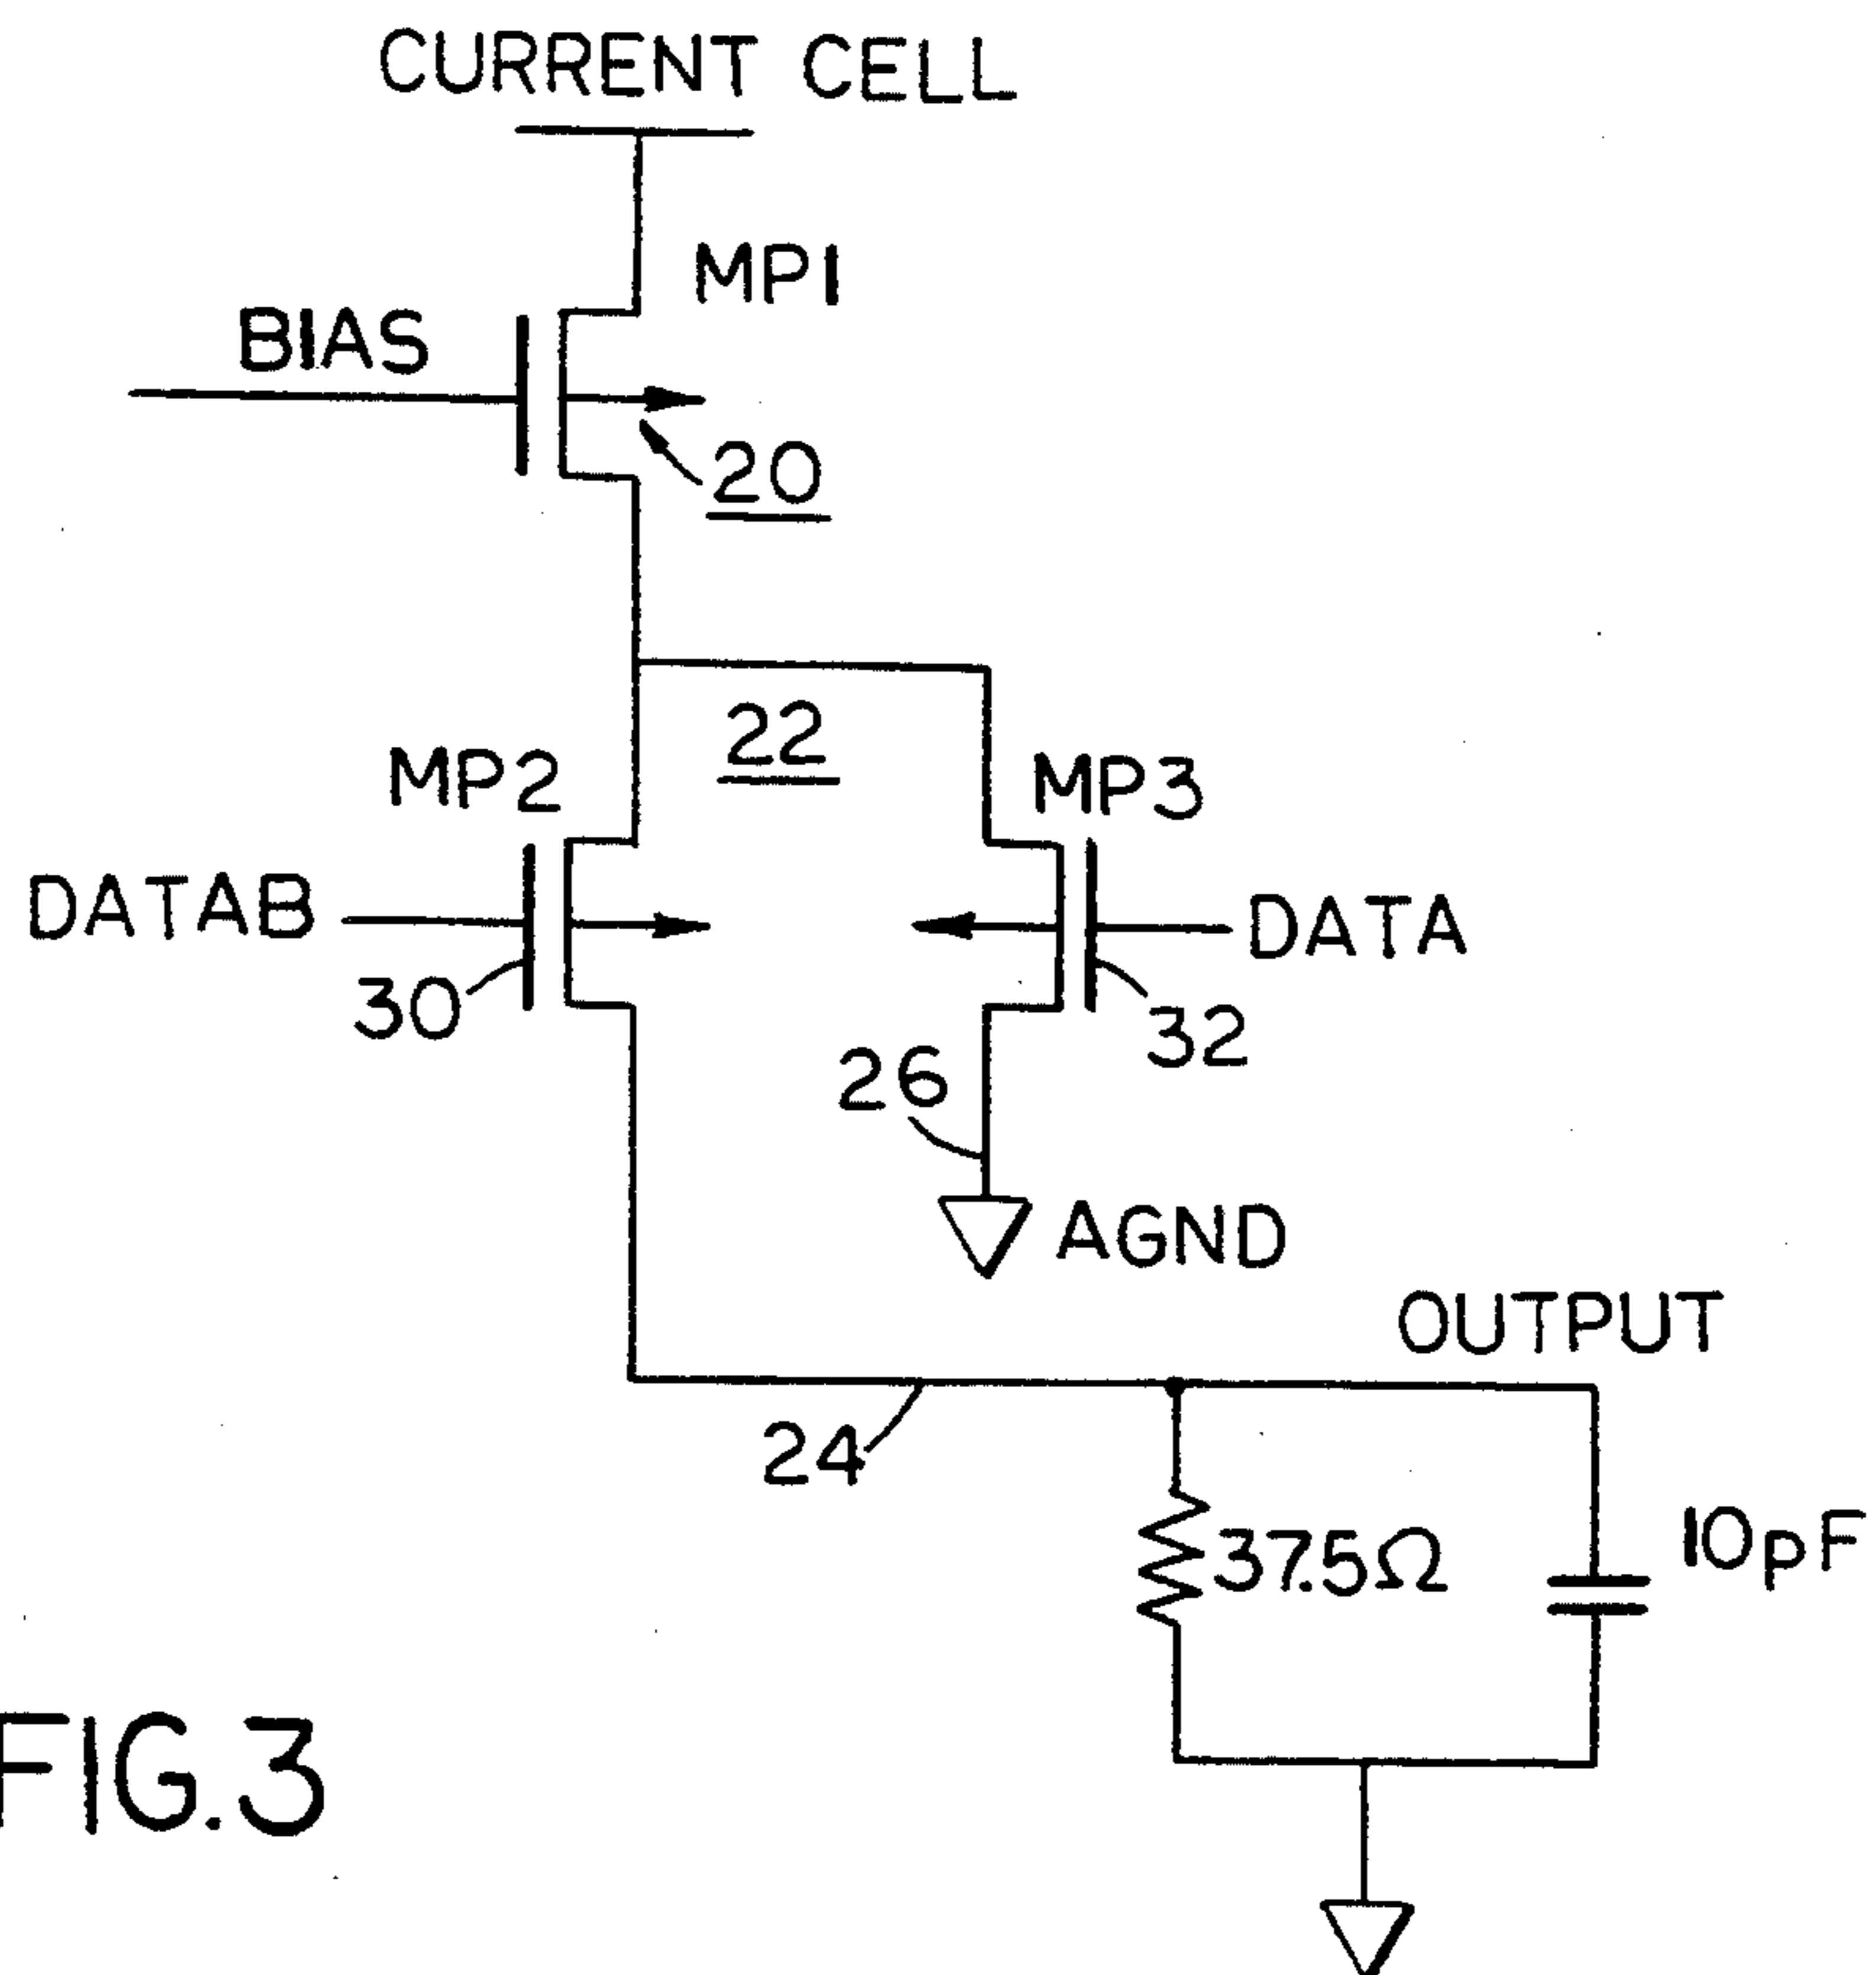 CURRENT CELL
MP1
BIAS
20
22
MP2
MP3
DATAB
DATA
30
32
26
AGND
OUTPUT
24
37.5Ω
10pF
FIG.3